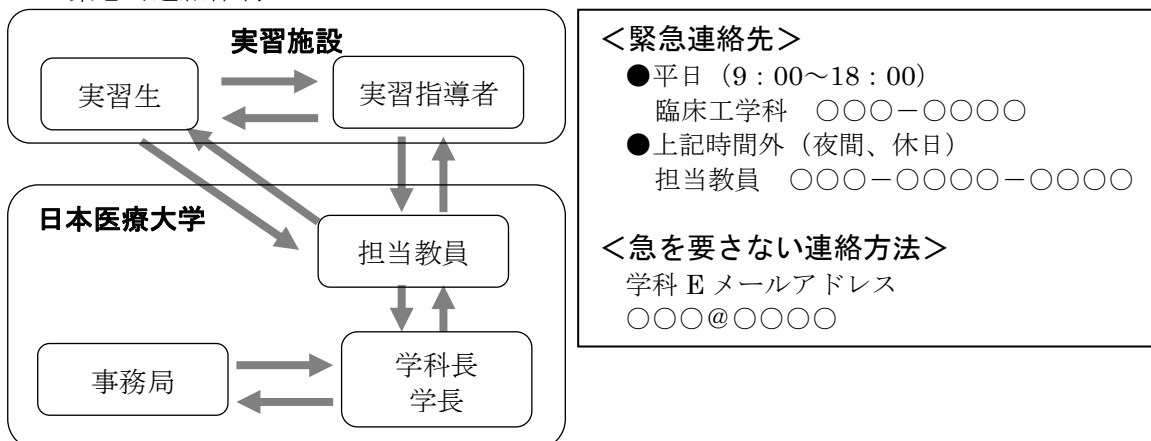 実習施設
実習生
実習指導者
日本医療大学
担当教員
事務局
学科長
学長
＜緊急連絡先＞
●平日（9：00～18：00）
臨床工学科　○○○－○○○○
●上記時間外（夜間、休日）
担当教員　○○○－○○○○－○○○○
＜急を要さない連絡方法＞
学科 E メールアドレス
○○○@○○○○